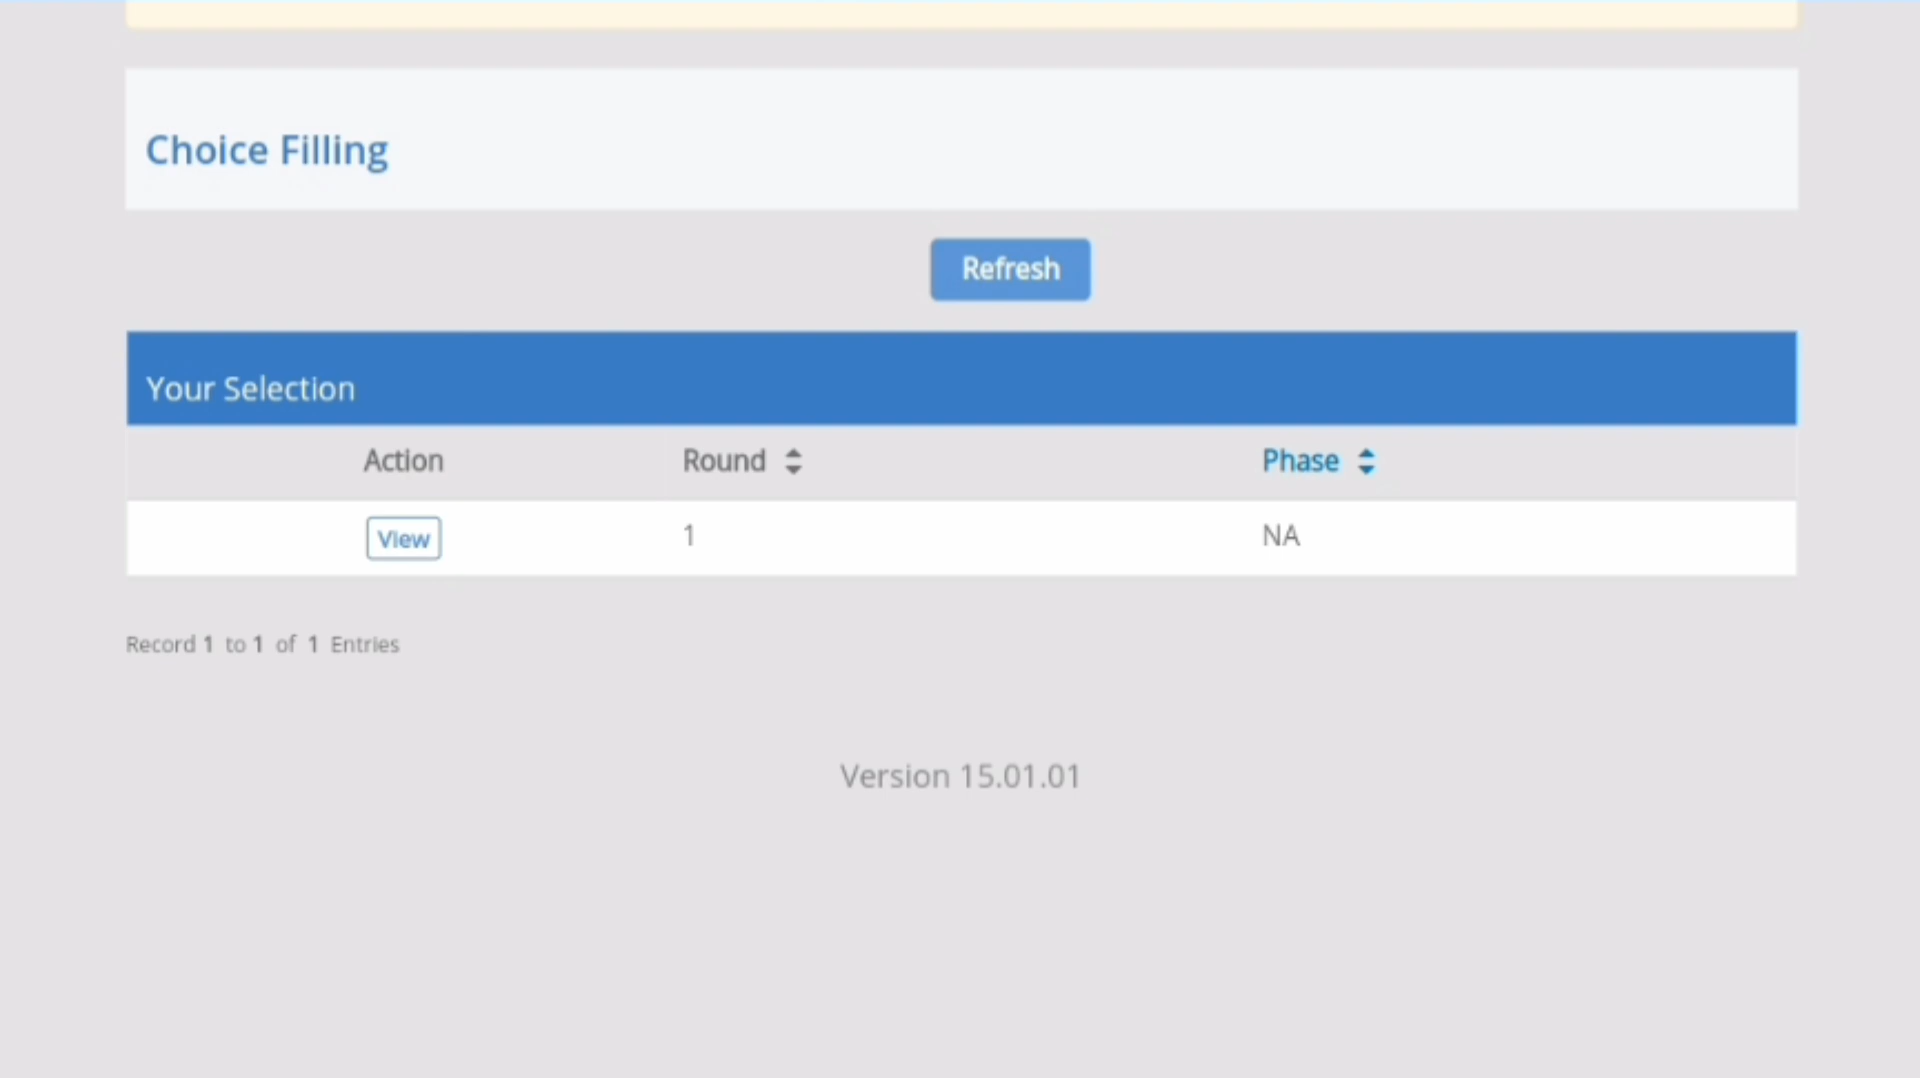 Choice Filling
Refresh
Your Selection
Action Round Phase
View 1 NA
Record 1 to 1 of 1 Entries
Version 15.01.01